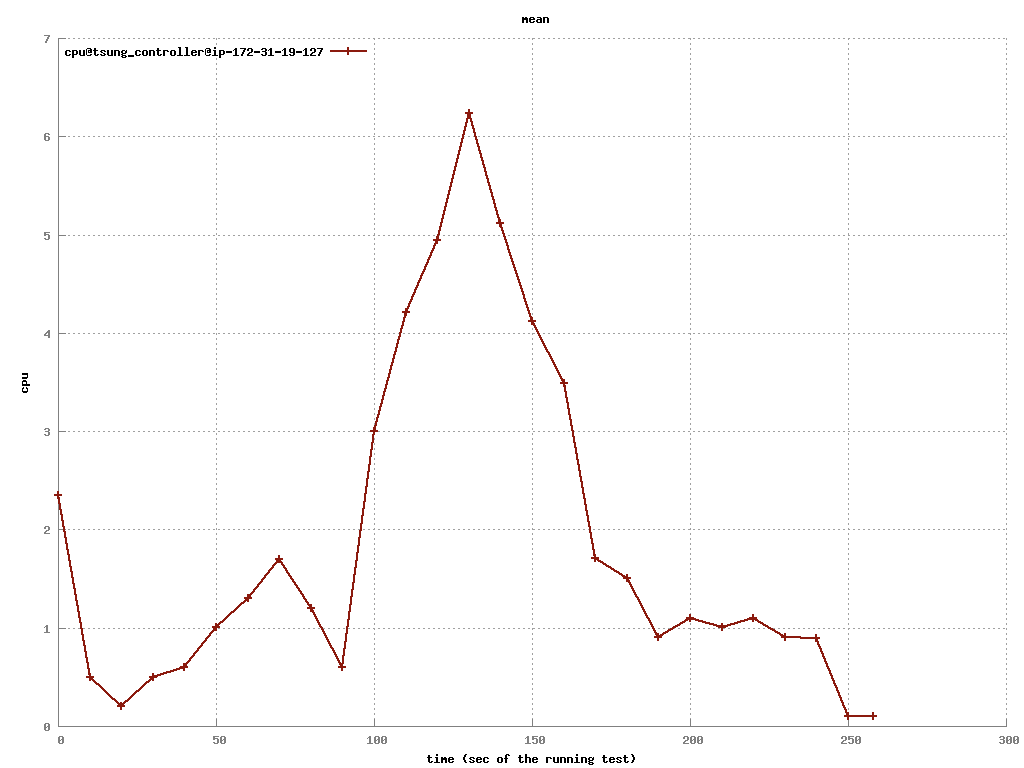 mean
7
cpu@tsung_controller@ip-172-31-19-127
6
5
4
cpu
3
2
1
0
0 50 100 150 200 250 300
time (sec of the running test)